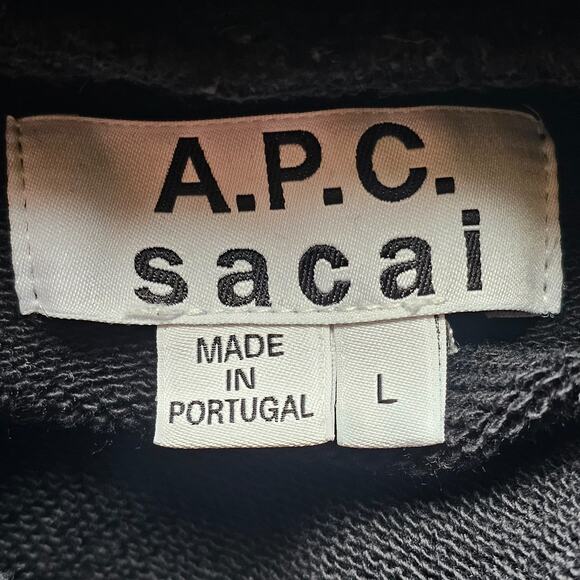 A.P.C.
sacai
MADE
IN
PORTUGAL
L